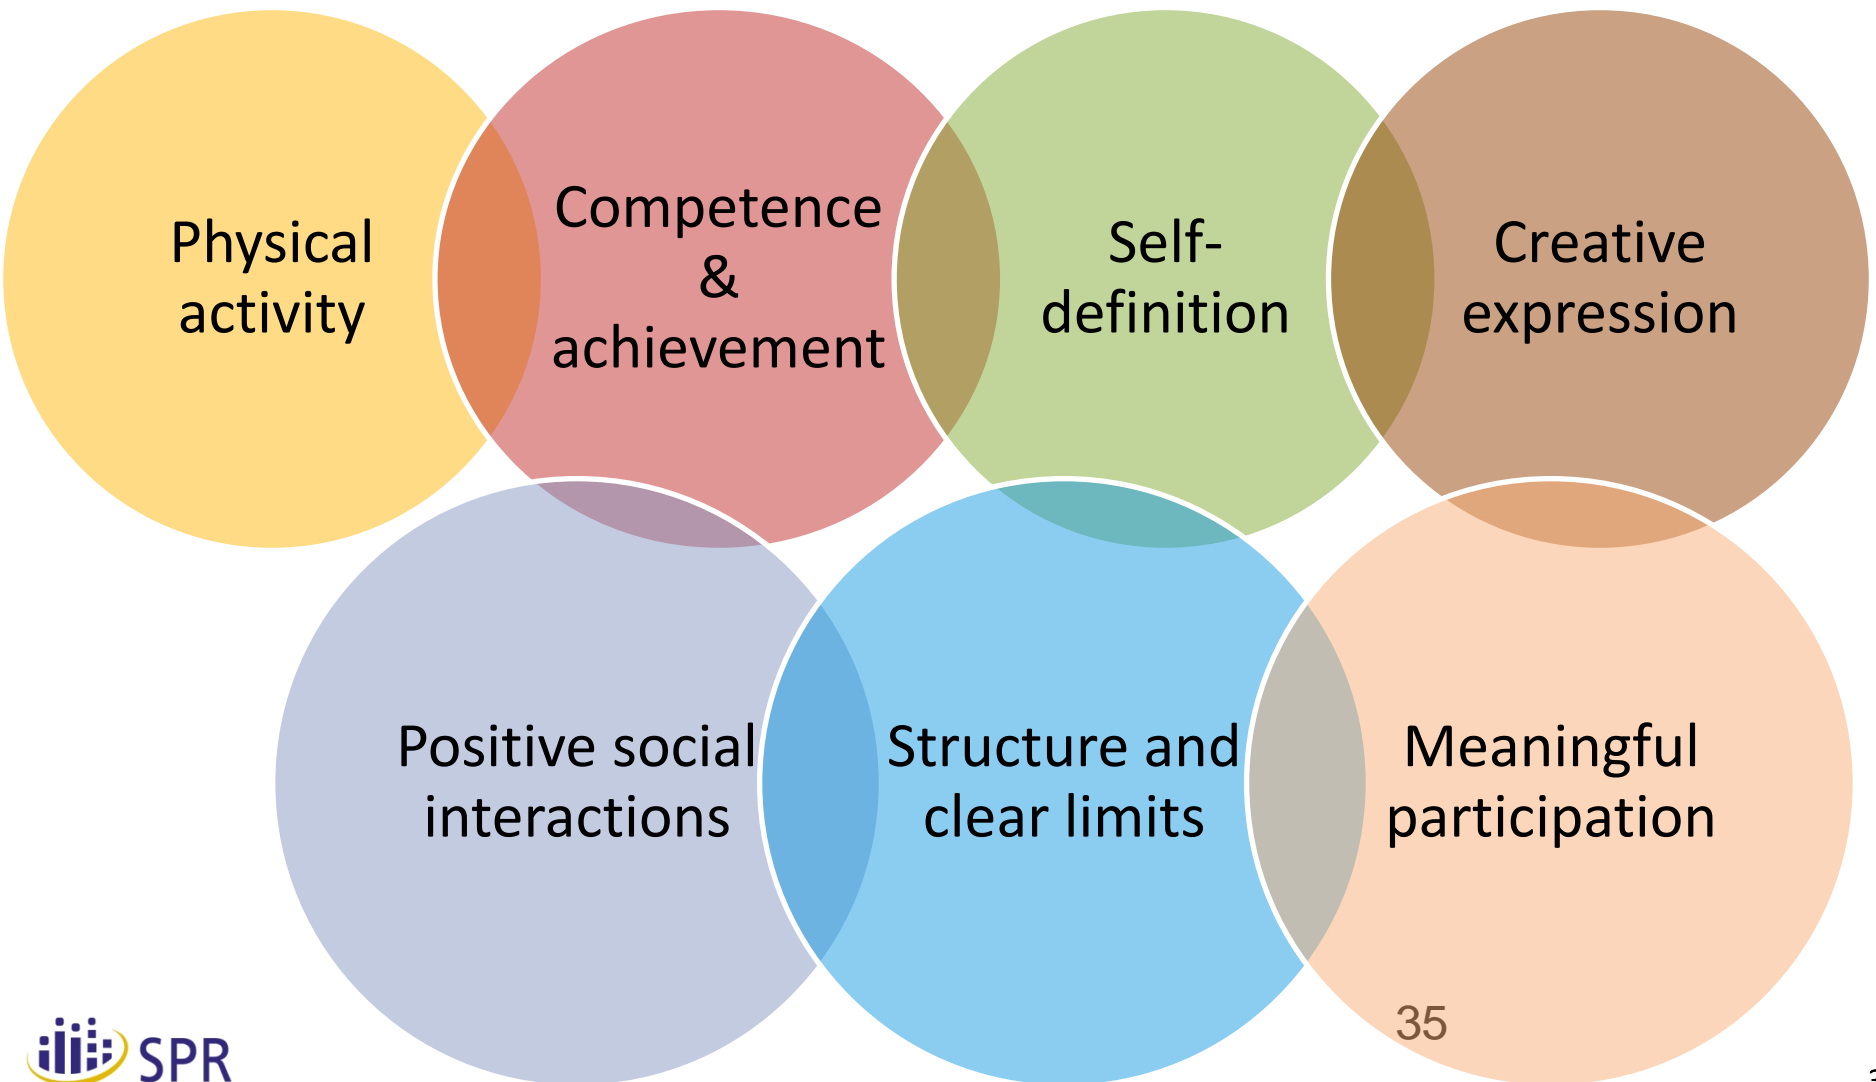 Physical
activity
Competence
&
achievement
Self-
definition
Creative
expression
Positive social
interactions
Structure and
clear limits
Meaningful
participation
35
SPR